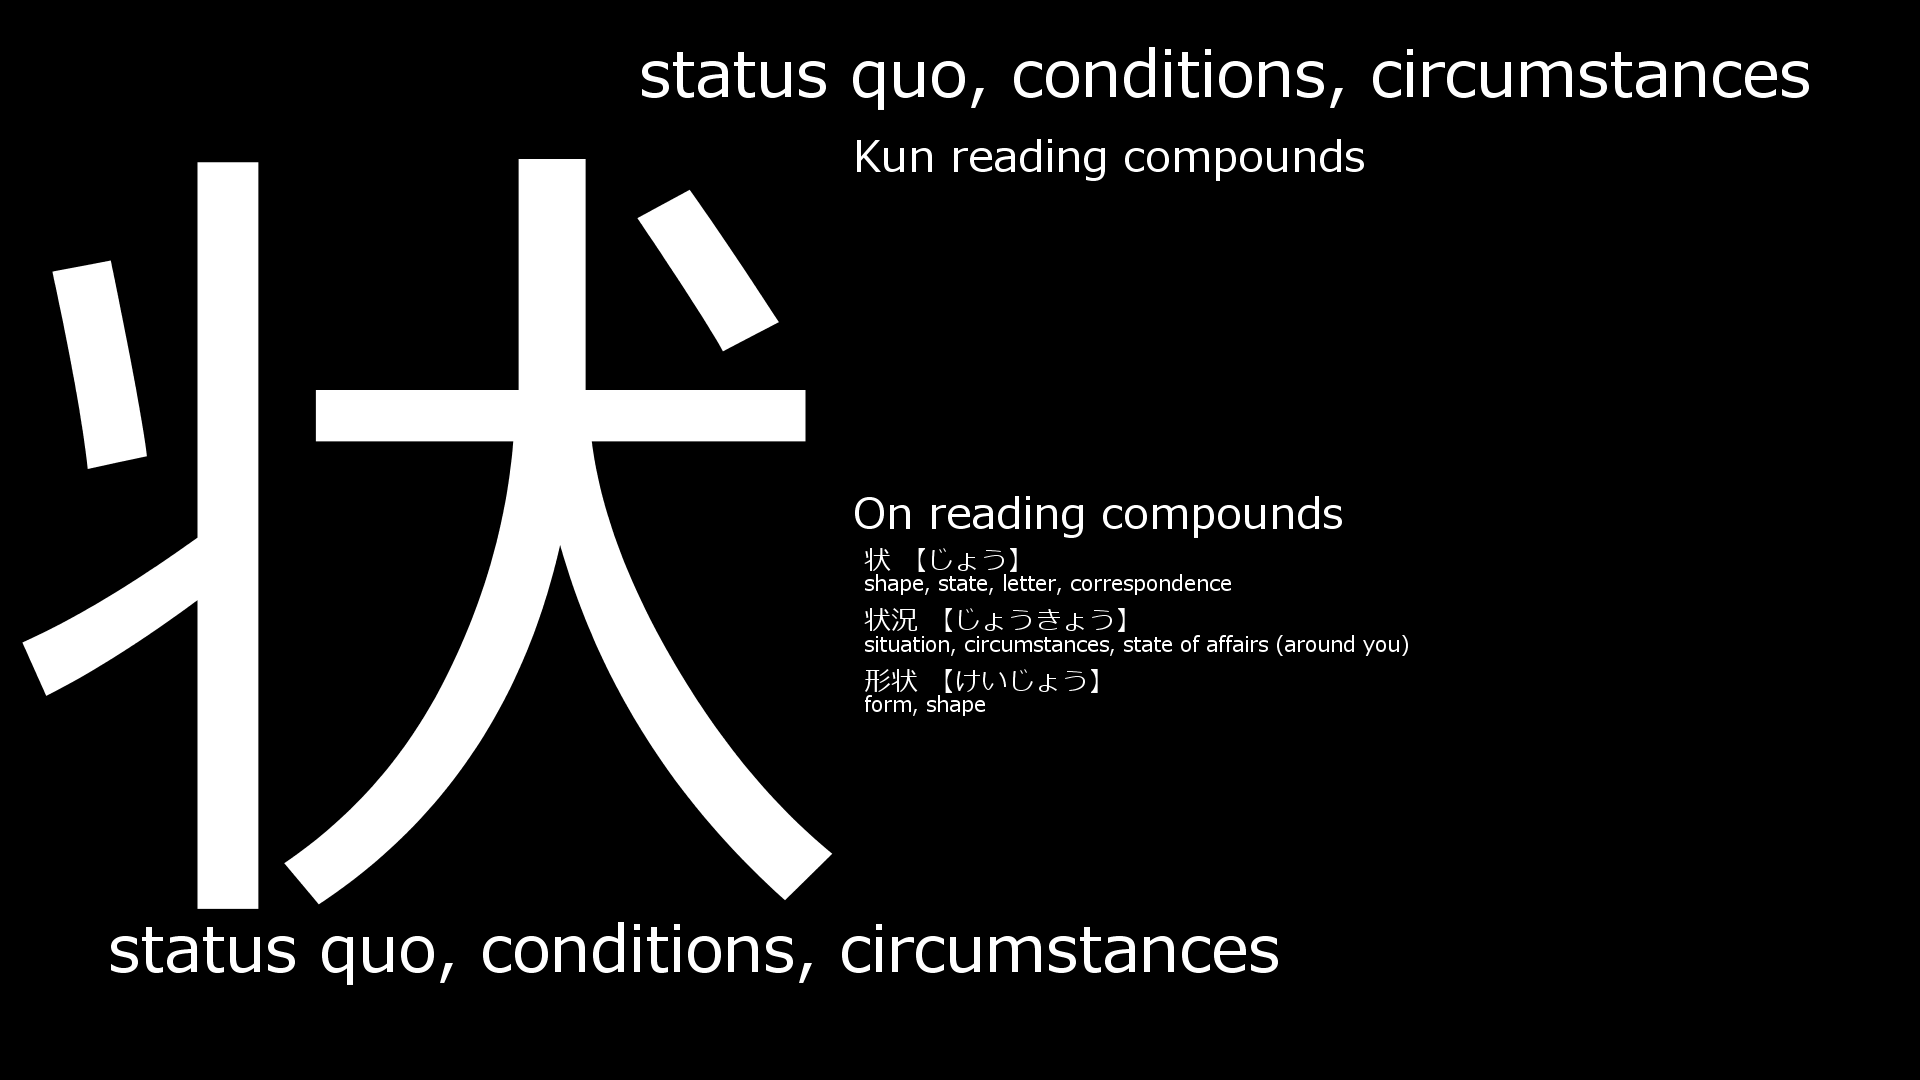 status quo, conditions, circumstances
Kun reading compounds
状
On reading compounds
状 【じょう】
shape, state, letter, correspondence
状況 【じょうきょう】
situation, circumstances, state of affairs (around you)
形状 【けいじょう】
form, shape
status quo, conditions, circumstances